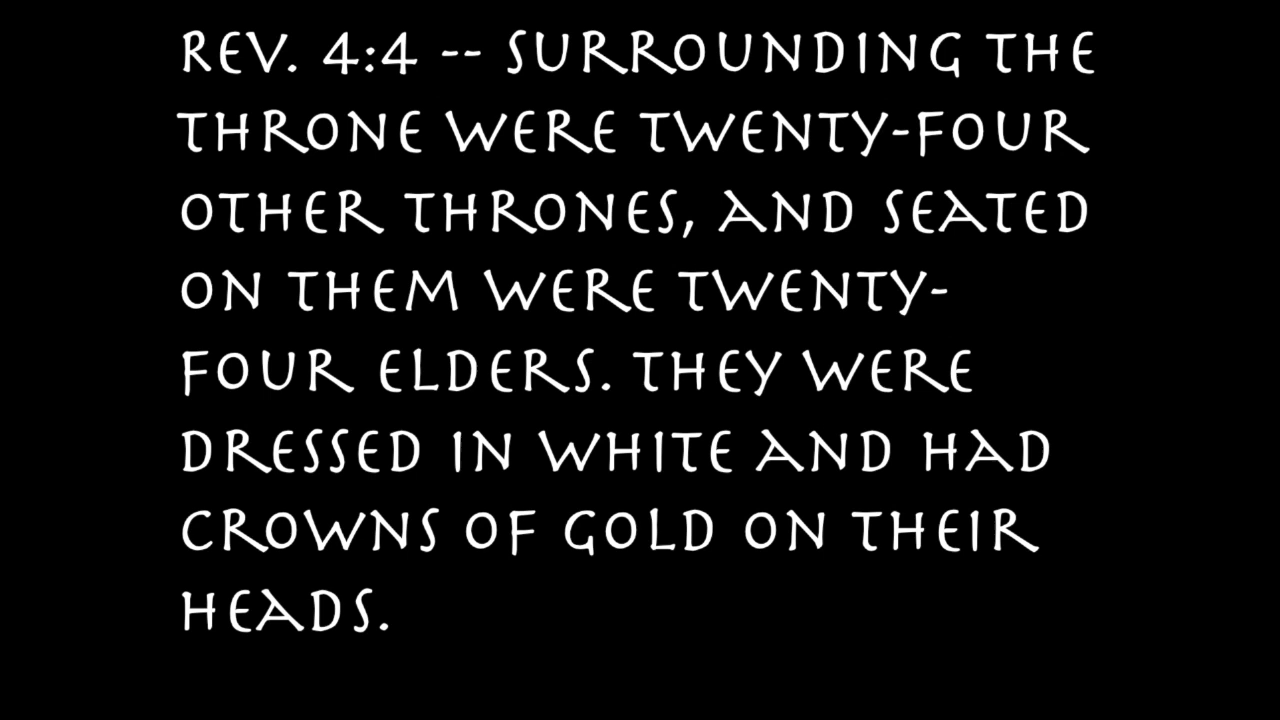 REV. 4:4 -- SURROUNDING THE
THRONE WERE TWENTY-FOUR
OTHER THRONES, AND SEATED
ON THEM WERE TWENTY-
FOUR ELDERS. THEY WERE
DRESSED IN WHITE AND HAD
CROWNS OF GOLD ON THEIR
HEADS.